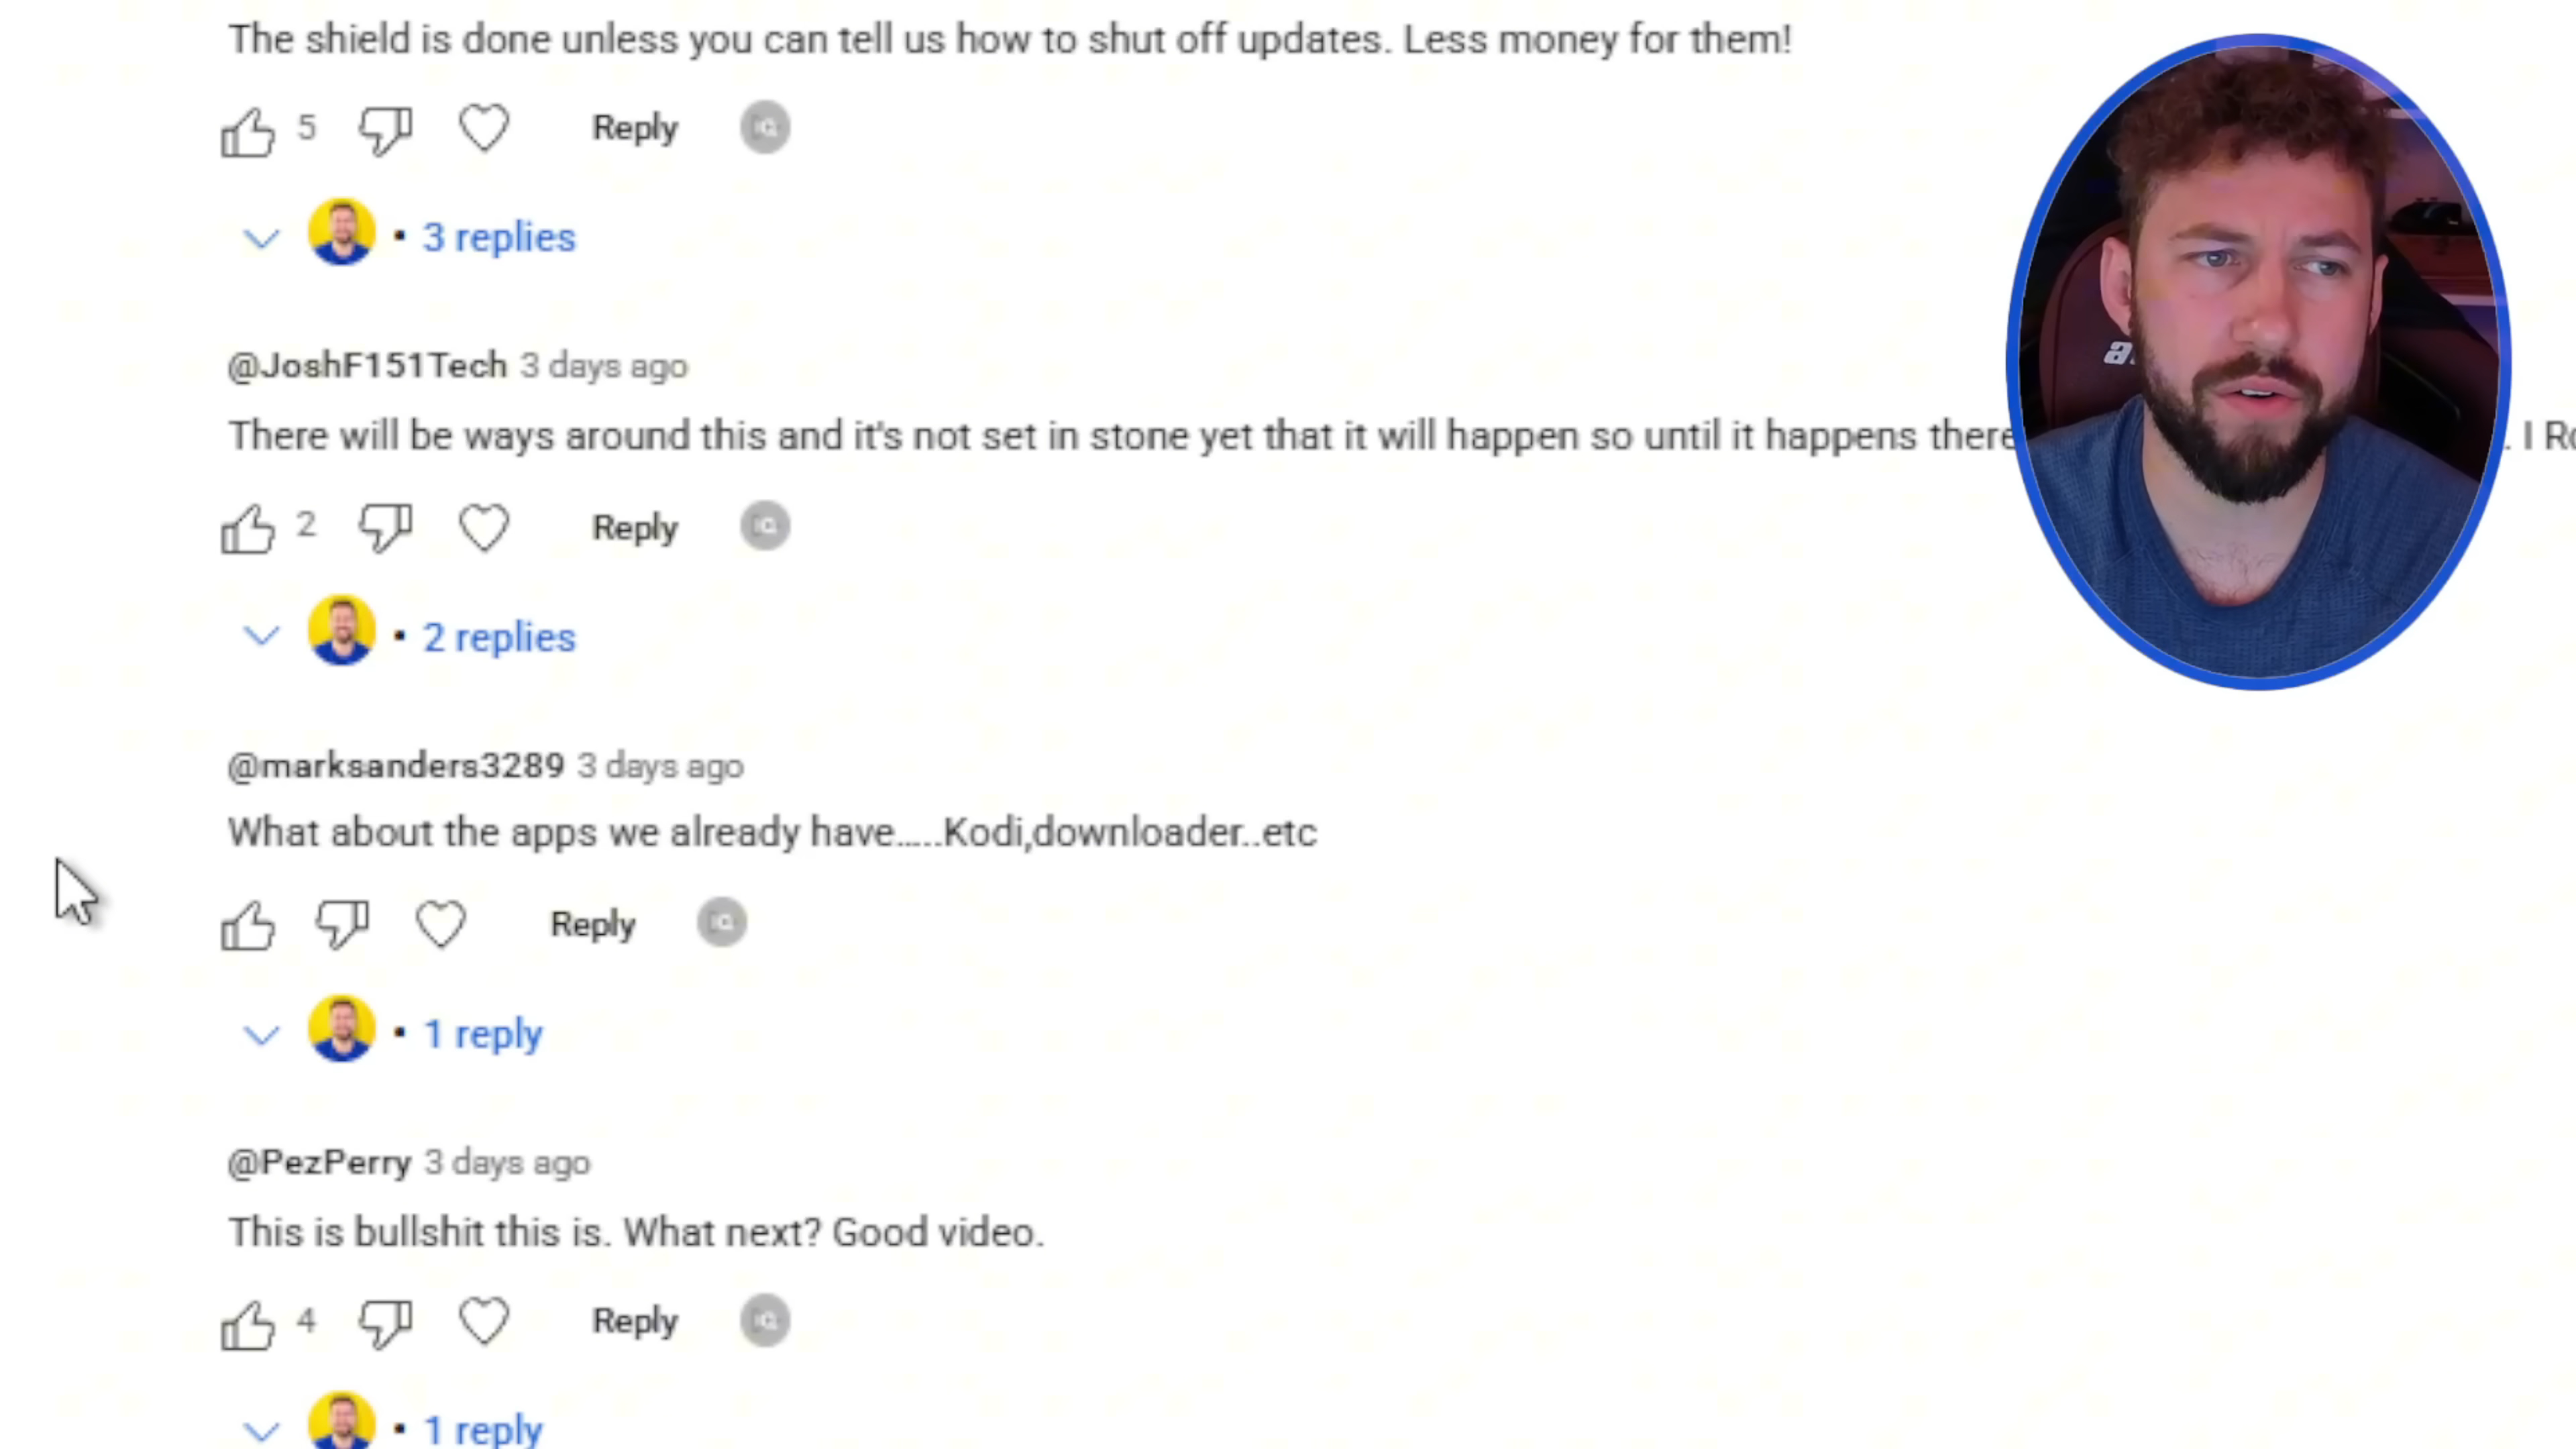 The shield is done unless you can tell us how to shut off updates. Less money for them!
5 Reply
3 replies
@JoshF151Tech 3 days ago
There will be ways around this and it's not set in stone yet that it will happen so until it happens there . I
2 Reply
2 replies
@marksanders3289 3 days ago
What about the apps we already have.....Kodi,downloader..etc
Reply
1 reply
@PezPerry 3 days ago
This is bullshit this is. What next? Good video.
4 Reply
1 reply